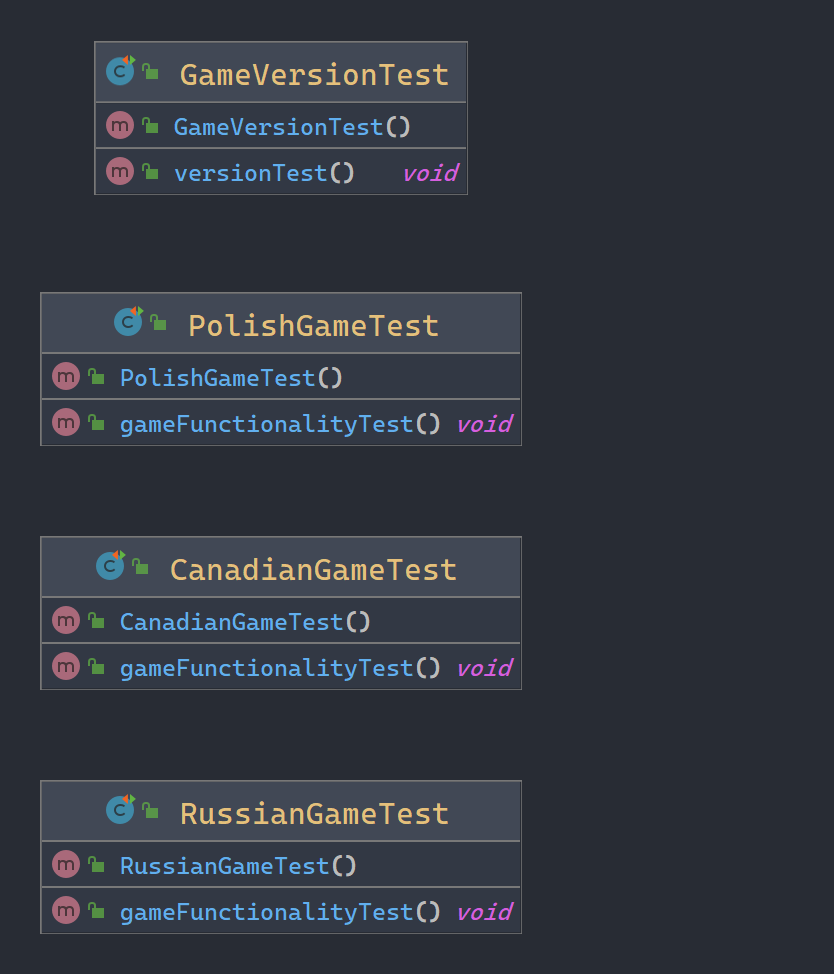 GameVersionTest
GameVersionTest()
versionTest() void
PolishGameTest
PolishGameTest()
gameFunctionalityTest() void
CanadianGameTest
CanadianGameTest()
gameFunctionalityTest() void
RussianGameTest
RussianGameTest()
gameFunctionalityTest() void